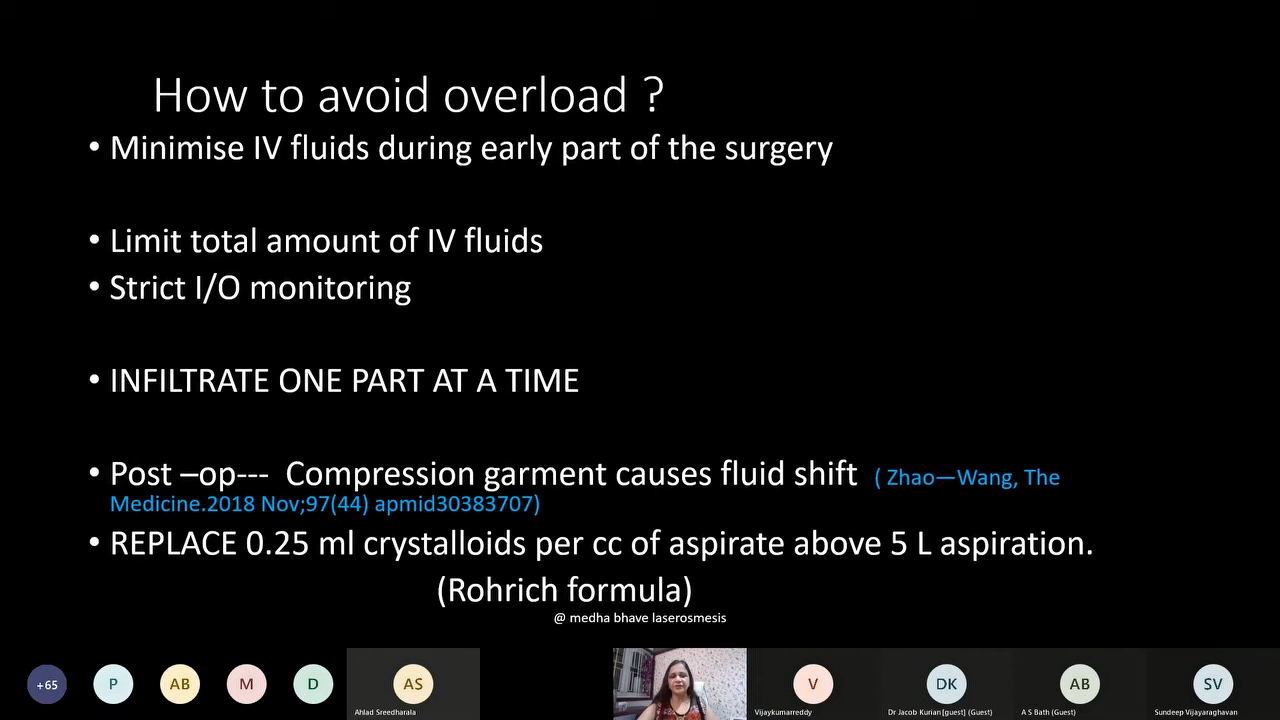 How to avoid overload ?
• Minimise IV fluids during early part of the surgery
• Limit total amount of IV fluids
• Strict I/O monitoring
• INFILTRATE ONE PART AT A TIME
• Post –op--- Compression garment causes fluid shift ( Zhao—Wang, The
Medicine.2018 Nov;97(44) apmid30383707)
• REPLACE 0.25 ml crystalloids per cc of aspirate above 5 L aspiration.
(Rohrich formula)
@ medha bhave laserosmesis
+65
P
AB
M
D
AS
Ahlad Sreedharala
V
Vijaykumarreddy
DK
Dr Jacob Kurian[guest] (Guest)
AB
A S Bath (Guest)
SV
Sundeep Vijayaraghavan